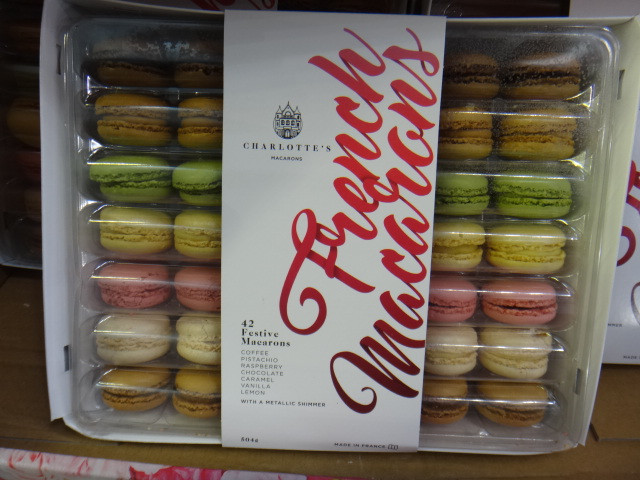 CHARLOTTE'S
MACARONS
French
Macarons
42
Festive
Macarons
COFFEE
PISTACHIO
RASPBERRY
CHOCOLATE
CARAMEL
VANILLA
LEMON
WITH A METALLIC SHIMMER
504g
MADE IN FRANCE